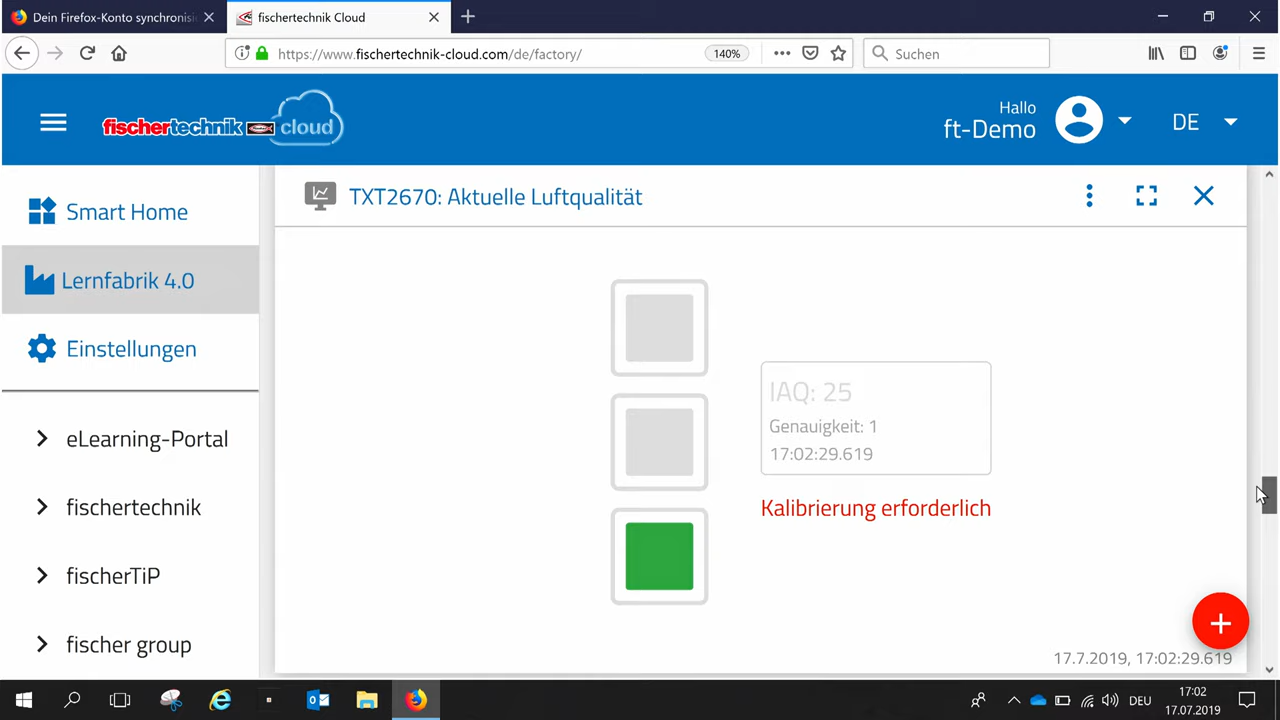 Dein Firefox-Konto synchronisi
fischertechnik Cloud
https://www.fischertechnik-cloud.com/de/factory/
140%
Suchen
fischertechnik cloud
Hallo
ft-Demo
DE
Smart Home
Lernfabrik 4.0
Einstellungen
eLearning-Portal
fischertechnik
fischerTiP
fischer group
TXT2670: Aktuelle Luftqualität
IAQ: 25
Genauigkeit: 1
17:02:29.619
Kalibrierung erforderlich
17.7.2019, 17:02:29.619
DEU
17:02
17.07.2019